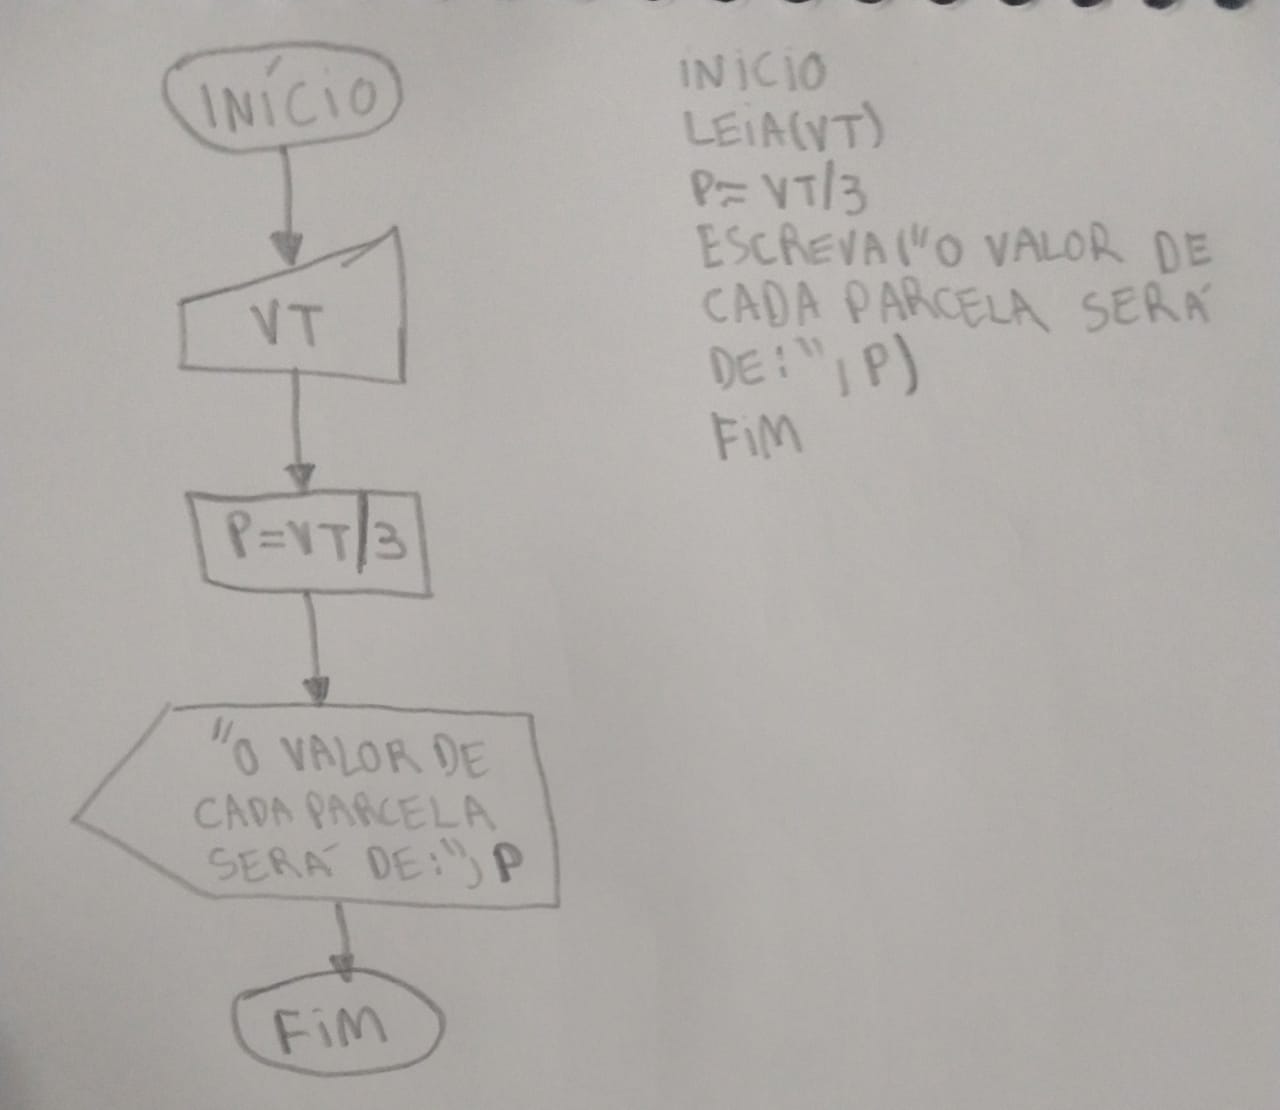 INÍCIO
VT
P=VT/3
"O VALOR DE
CADA PARCELA
SERÁ DE:", P
FIM
INICIO
LEIA(VT)
P= VT/3
ESCREVA("O VALOR DE
CADA PARCELA SERÁ
DE:", P)
FIM